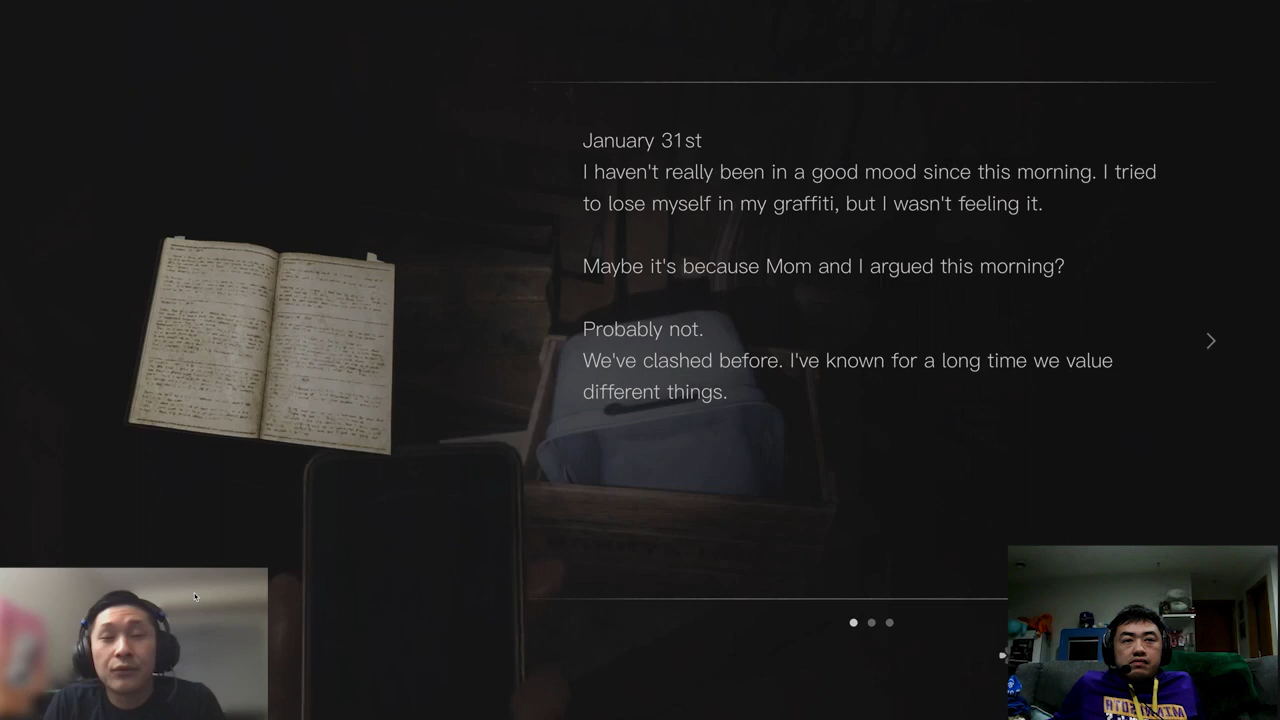 January 31st
I haven't really been in a good mood since this morning. I tried
to lose myself in my graffiti, but I wasn't feeling it.
Maybe it's because Mom and I argued this morning?
Probably not.
We've clashed before. I've known for a long time we value
different things.